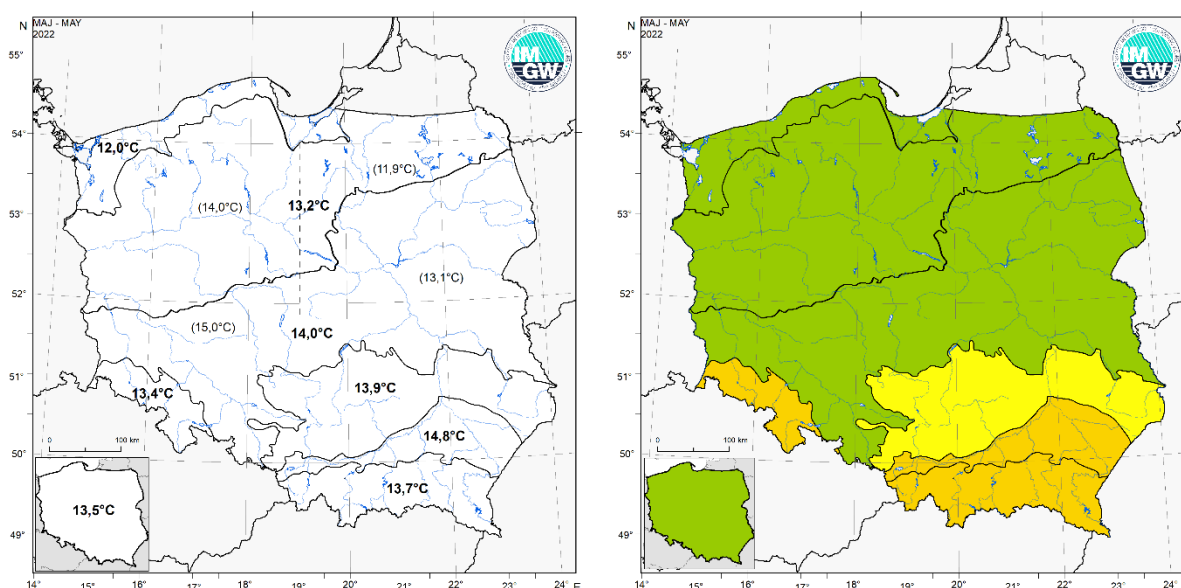 N
MAJ - MAY
2022
IM
GW
55°
54°
53°
52°
51°
50°
49°
12,0°C
(11,9°C)
(14,0°C)
13,2°C
(13,1°C)
(15,0°C)
14,0°C
13,4°C
13,9°C
14,8°C
13,7°C
0 100 km
13,5°C
14° 15° 16° 17° 18° 19° 20° 21° 22° 23° E
N
MAJ - MAY
2022
IM
GW
55°
54°
53°
52°
51°
50°
49°
0 100 km
14° 15° 16° 17° 18° 19° 20° 21° 22° 23° 24°